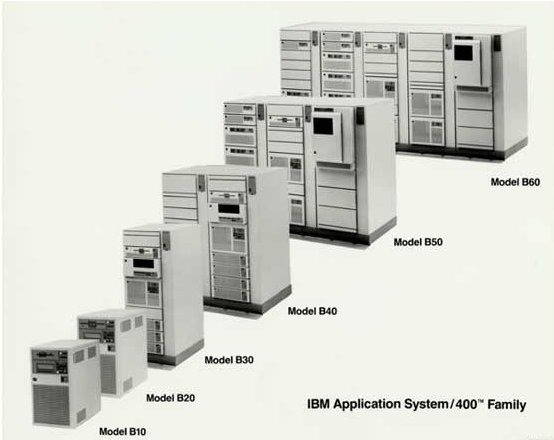 Model B60
Model B50
Model B40
Model B30
Model B20
Model B10
IBM Application System/400™ Family